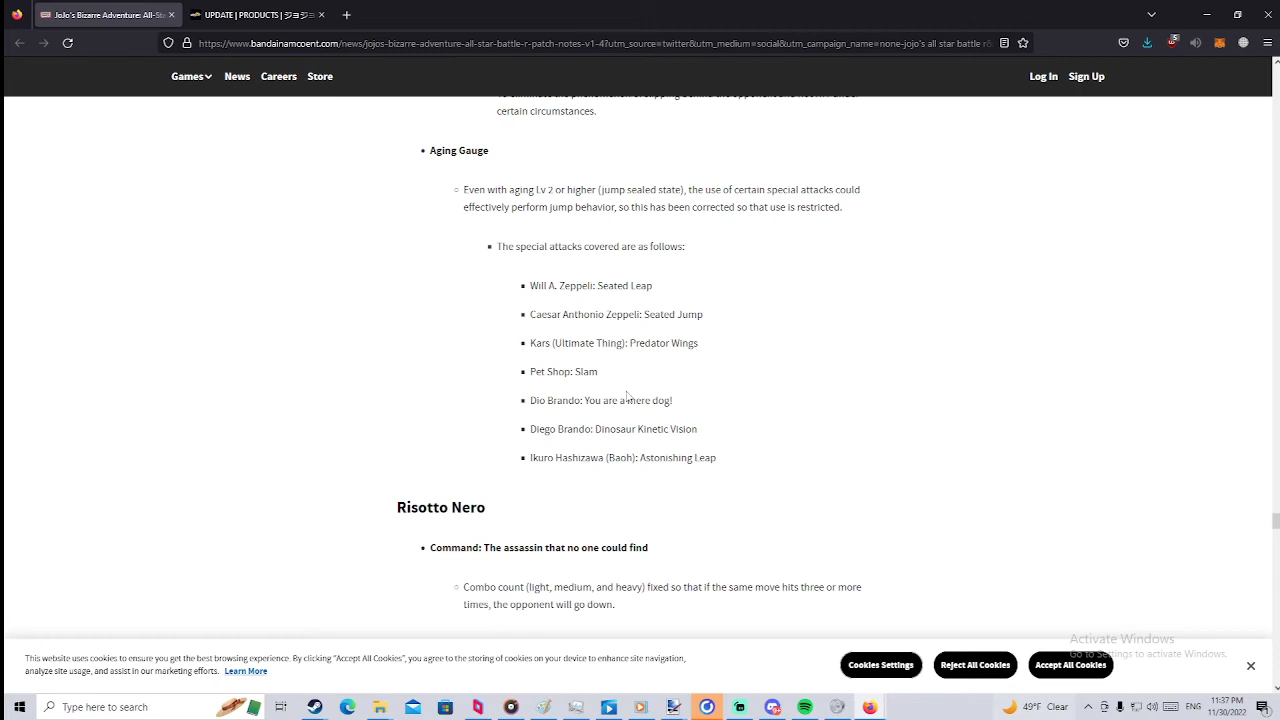 JoJo's Bizarre Adventure: All-Sta
UPDATE | PRODUCTS | ジョジ
https://www.bandainamcoent.com/news/jojos-bizarre-adventure-all-star-battle-r-patch-notes-v1-4?utm_source=twitter&utm_medium=social&utm_campaign_name=none-jojo's all star battle r
Games News Careers Store Log In Sign Up
certain circumstances.
Aging Gauge
Even with aging Lv 2 or higher (jump sealed state), the use of certain special attacks could
effectively perform jump behavior, so this has been corrected so that use is restricted.
The special attacks covered are as follows:
Will A. Zeppeli: Seated Leap
Caesar Anthonio Zeppeli: Seated Jump
Kars (Ultimate Thing): Predator Wings
Pet Shop: Slam
Dio Brando: You are a mere dog!
Diego Brando: Dinosaur Kinetic Vision
Ikuro Hashizawa (Baoh): Astonishing Leap
Risotto Nero
Command: The assassin that no one could find
Combo count (light, medium, and heavy) fixed so that if the same move hits three or more
times, the opponent will go down.
Activate Windows
Go to Settings to activate Windows.
This website uses cookies to ensure you get the best browsing experience. By clicking "Accept All Cookies", you agree to the storing of cookies on your device to enhance site navigation,
analyze site usage, and assist in our marketing efforts. Learn More
Cookies Settings Reject All Cookies Accept All Cookies
Type here to search
49°F Clear
11:37 PM
11/30/2022